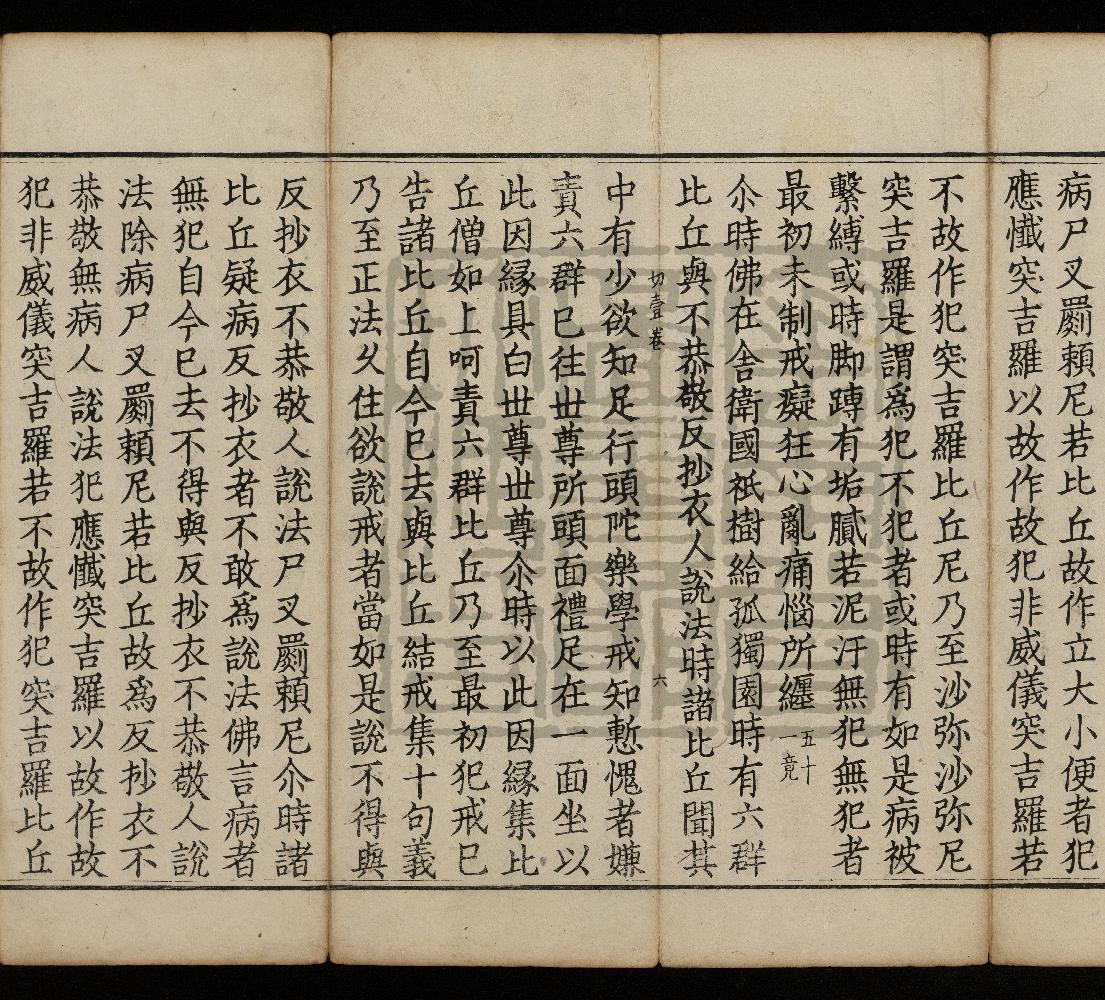 病尸叉罽賴尼若比丘故作立大小便者犯
應懺突吉羅以故作故犯非威儀突吉羅若
不故作犯突吉羅比丘尼乃至沙弥沙弥尼
突吉羅是謂爲犯不犯者或時有如是病被
繫縛或時脚蹲有垢膩若泥汙無犯無犯者
最初未制戒癡狂心亂痛惱所纏五十一竟
尒時佛在舍衛國祇樹給孤獨園時有六群
比丘與不恭敬反抄衣人說法時諸比丘聞其
切壹卷 六
中有少欲知足行頭陀樂學戒知慙愧者嫌
責六群已往世尊所頭面禮足在一面坐以
此因緣具白世尊世尊尒時以此因緣集比
丘僧如上呵責六群比丘乃至最初犯戒已
告諸比丘自今已去與比丘結戒集十句義
乃至正法久住欲說戒者當如是說不得與
反抄衣不恭敬人說法尸叉罽賴尼尒時諸
比丘疑病反抄衣者不敢爲說法佛言病者
無犯自今已去不得與反抄衣不恭敬人說
法除病尸叉罽賴尼若比丘故爲反抄衣不
恭敬無病人說法犯應懺突吉羅以故作故
犯非威儀突吉羅若不故作犯突吉羅比丘